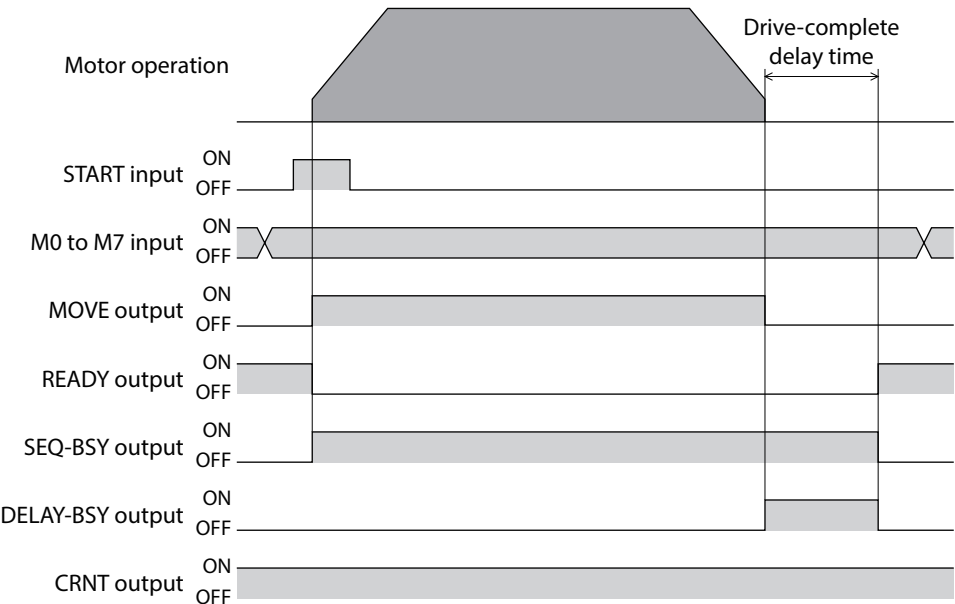 Drive-complete
delay time
Motor operation
START input
ON
OFF
M0 to M7 input
ON
OFF
MOVE output
ON
OFF
READY output
ON
OFF
SEQ-BSY output
ON
OFF
DELAY-BSY output
ON
OFF
CRNT output
ON
OFF